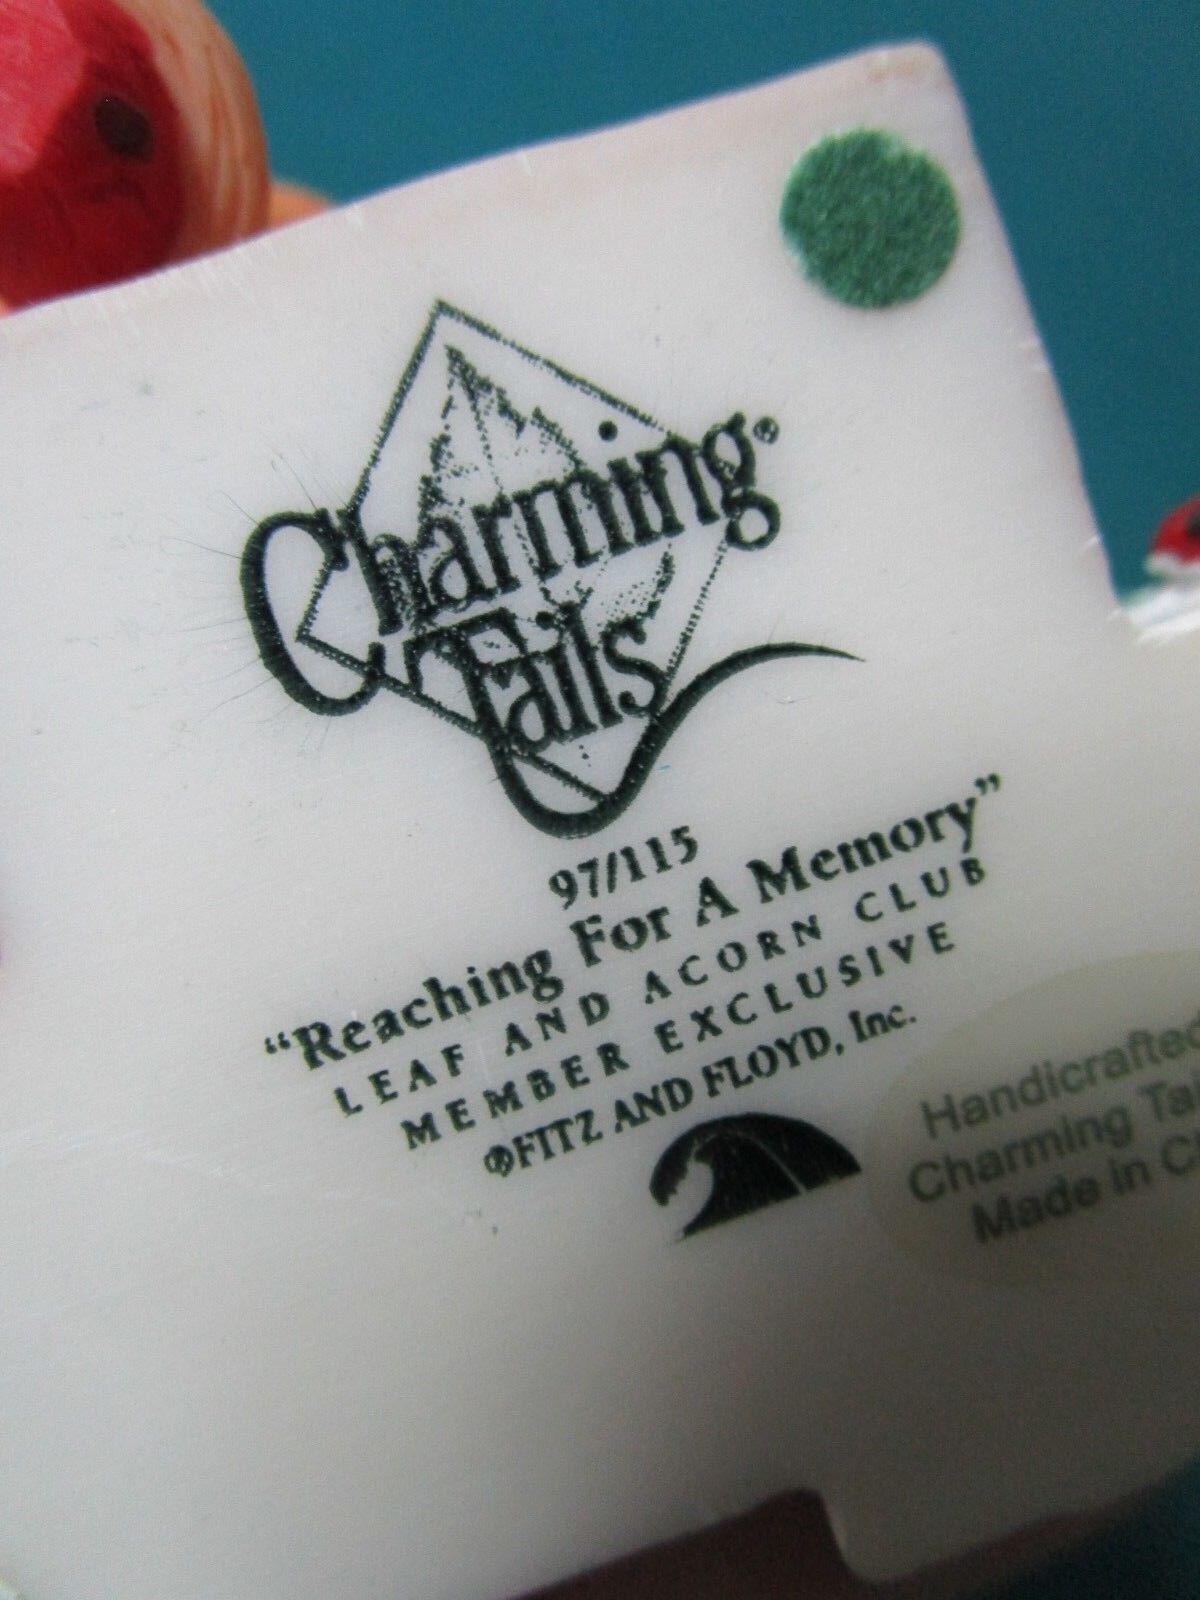 Charming®
Tails
97/115
"Reaching For A Memory"
LEAF AND ACORN CLUB
MEMBER EXCLUSIVE
®FITZ AND FLOYD, Inc.
Handicrafted
Charming Tai
Made in C